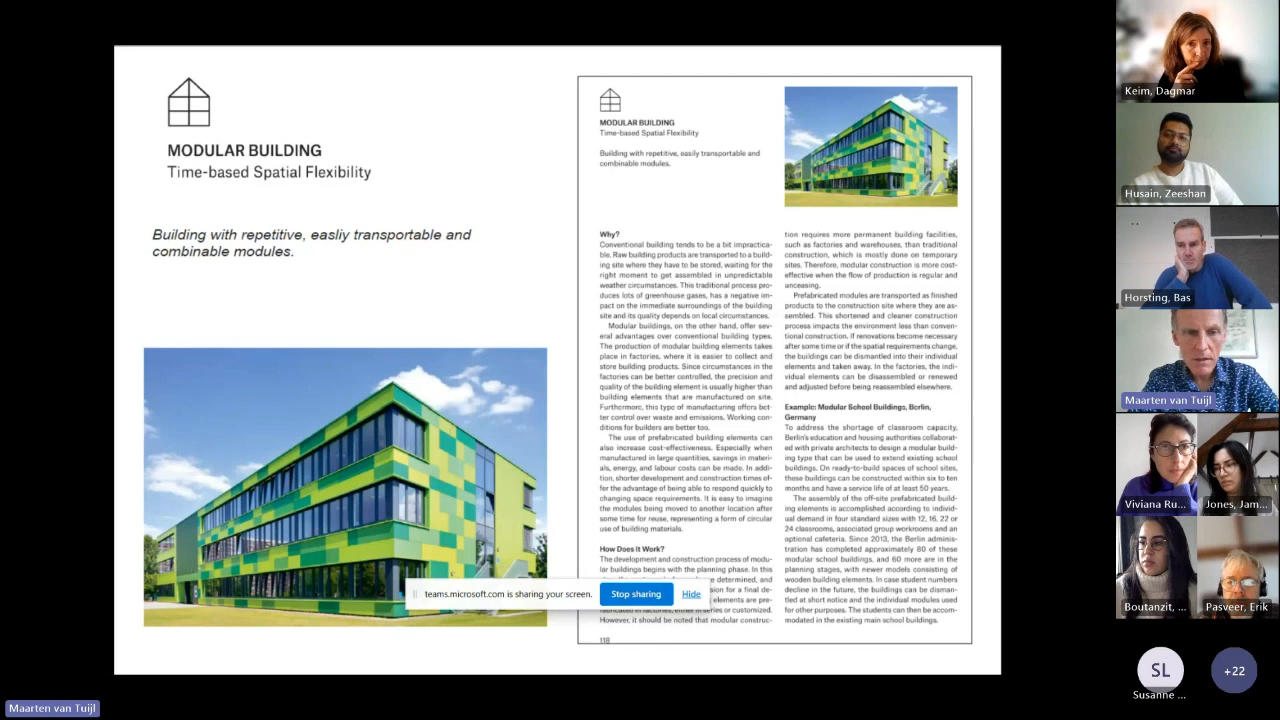 MODULAR BUILDING
Time-based Spatial Flexibility
Building with repetitive, easliy transportable and
combinable modules.
MODULAR BUILDING
Time-based Spatial Flexibility
Building with repetitive, easily transportable and
combinable modules.
Why?
Conventional building tends to be a bit impractica-
ble. Raw building products are transported to a build-
ing site where they have to be stored, waiting for the
right moment to get assembled in unpredictable
weather circumstances. This traditional process pro-
duces lots of greenhouse gases, has a negative im-
pact on the immediate surroundings of the building
site and its quality depends on local circumstances.
Modular buildings, on the other hand, offer sev-
eral advantages over conventional building types.
The production of modular building elements takes
place in factories, where it is easier to collect and
store building products. Since circumstances in the
factories can be better controlled, the precision and
quality of the building element is usually higher than
building elements that are manufactured on site.
Furthermore, this type of manufacturing offers bet-
ter control over waste and emissions. Working con-
ditions for builders are better too.
The use of prefabricated building elements can
also increase cost-effectiveness. Especially when
manufactured in large quantities, savings in materi-
als, energy, and labour costs can be made. In addi-
tion, shorter development and construction times of-
fer the advantage of being able to respond quickly to
changing space requirements. It is easy to imagine
the modules being moved to another location after
some time for reuse, representing a form of circular
use of building materials.
How Does It Work?
The development and construction process of modu-
lar buildings begins with the planning phase. In this
determined, and
sion for a final de-
elements are pre-
fabricated in factories, either in series or customized.
However, it should be noted that modular construc-
118
tion requires more permanent building facilities,
such as factories and warehouses, than traditional
construction, which is mostly done on temporary
sites. Therefore, modular construction is more cost-
effective when the flow of production is regular and
unceasing.
Prefabricated modules are transported as finished
products to the construction site where they are as-
sembled. This shortened and cleaner construction
process impacts the environment less than conven-
tional construction. If renovations become necessary
after some time or if the spatial requirements change,
the buildings can be dismantled into their individual
elements and taken away. In the factories, the indi-
vidual elements can be disassembled or renewed
and adjusted before being reassembled elsewhere.
Example: Modular School Buildings, Berlin,
Germany
To address the shortage of classroom capacity,
Berlin's education and housing authorities collaborat-
ed with private architects to design a modular build-
ing type that can be used to extend existing school
buildings. On ready-to-build spaces of school sites,
these buildings can be constructed within six to ten
months and have a service life of at least 50 years.
The assembly of the off-site prefabricated build-
ing elements is accomplished according to individ-
ual demand in four standard sizes with 12, 16, 22 or
24 classrooms, associated group workrooms and an
optional cafeteria. Since 2013, the Berlin adminis-
tration has completed approximately 80 of these
modular school buildings, and 60 more are in the
planning stages, with newer models consisting of
wooden building elements. In case student numbers
decline in the future, the buildings can be disman-
tled at short notice and the individual modules used
for other purposes. The students can then be accom-
modated in the existing main school buildings.
teams.microsoft.com is sharing your screen.
Stop sharing
Hide
Keim, Dagmar
Husain, Zeeshan
Horsting, Bas
Maarten van Tuijl
Viviana Ru...
Jones, Jam...
Boutanzit, ...
Pasveer, Erik
SL
Susanne ...
+22
Maarten van Tuijl